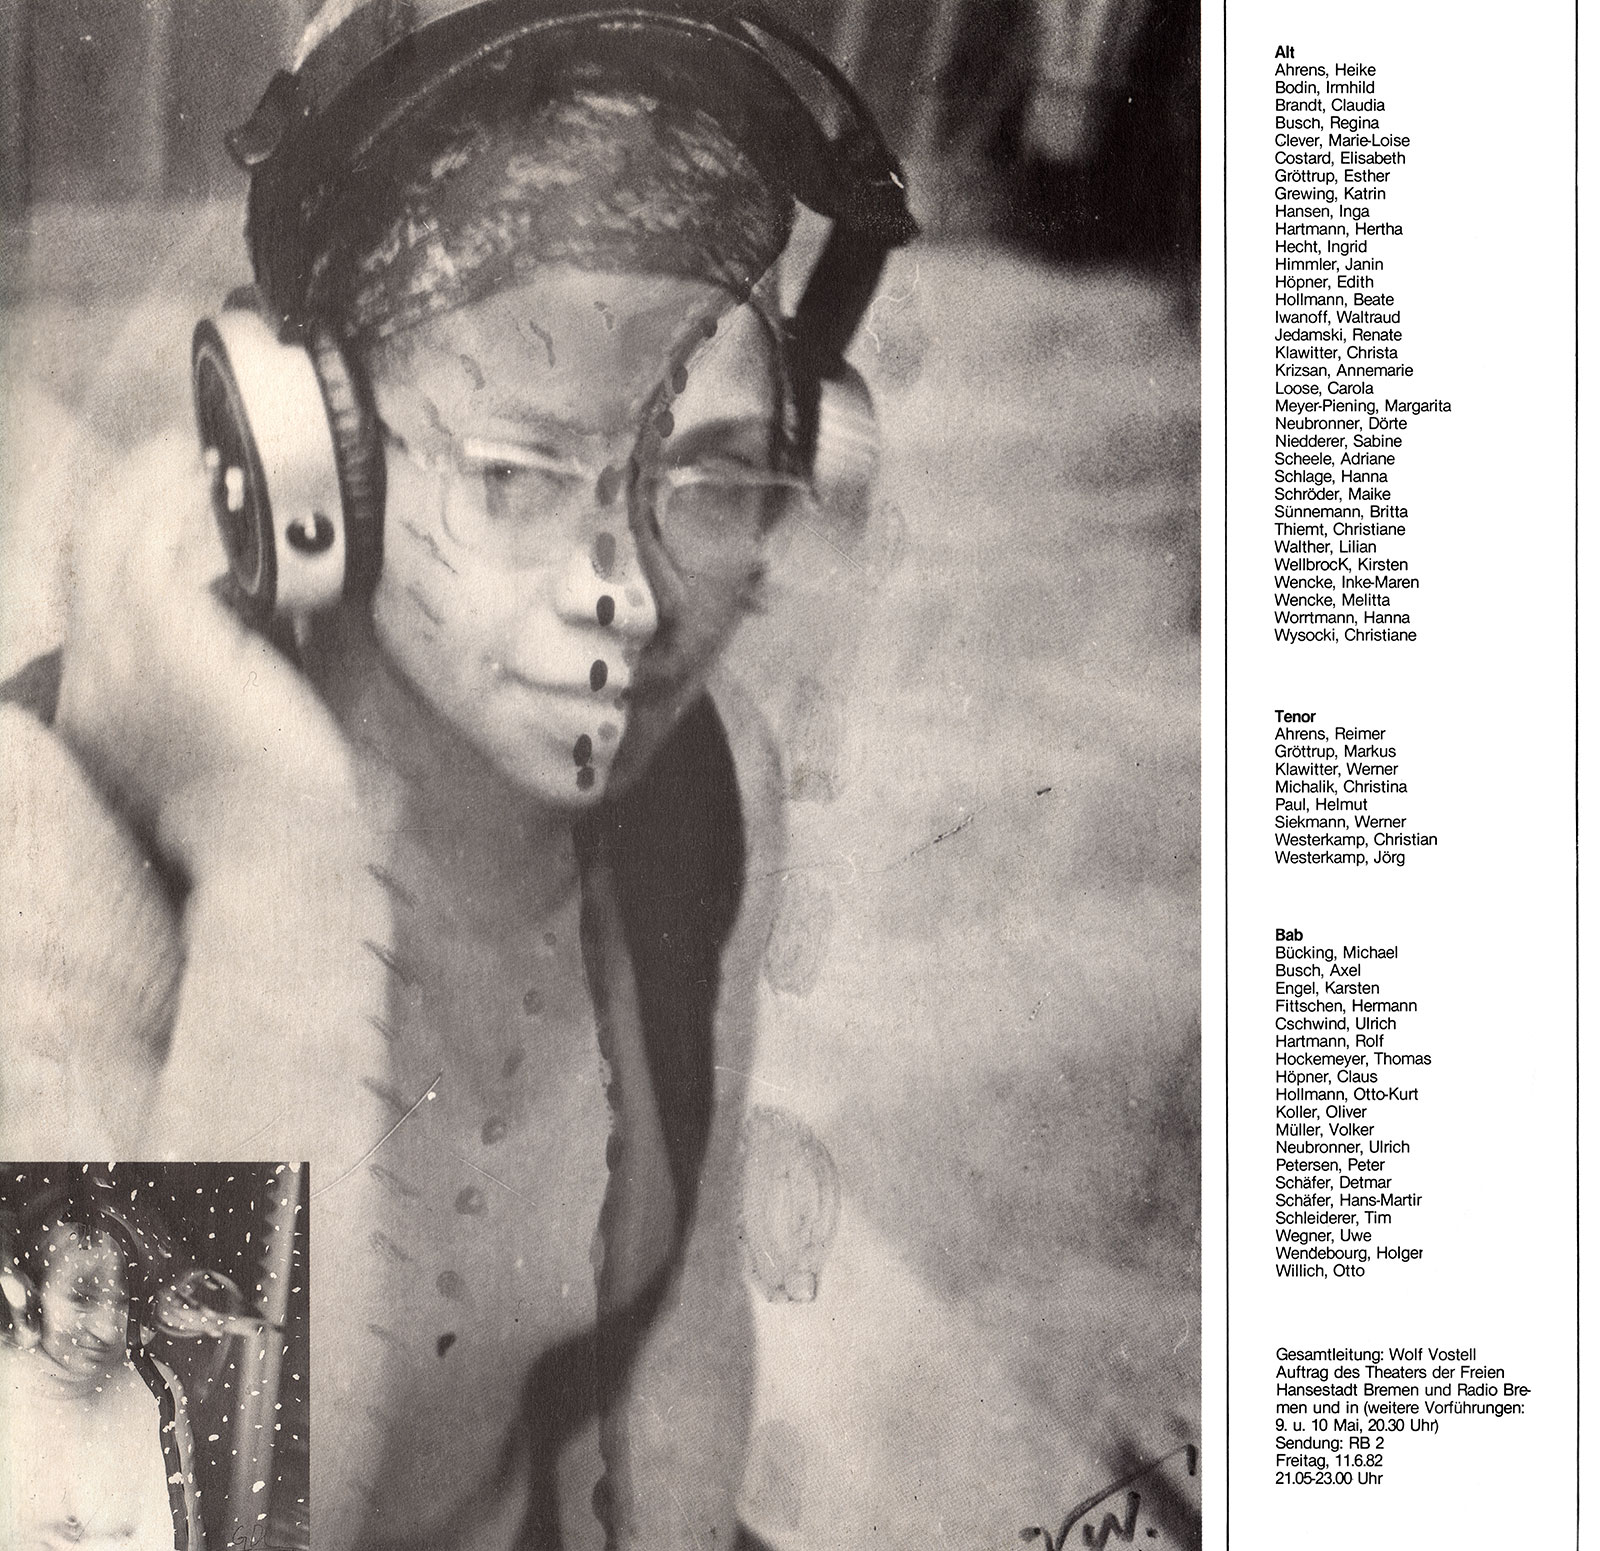 Alt
Ahrens, Heike
Bodin, Irmhild
Brandt, Claudia
Busch, Regina
Clever, Marie-Loise
Costard, Elisabeth
Gröttrup, Esther
Grewing, Katrin
Hansen, Inga
Hartmann, Hertha
Hecht, Ingrid
Himmler, Janin
Höpner, Edith
Hollmann, Beate
Iwanoff, Waltraud
Jedamski, Renate
Klawitter, Christa
Krizsan, Annemarie
Loose, Carola
Meyer-Piening, Margarita
Neubronner, Dörte
Niedderer, Sabine
Scheele, Adriane
Schlage, Hanna
Schröder, Maike
Sünnemann, Britta
Thiemt, Christiane
Walther, Lilian
WellbrocK, Kirsten
Wencke, Inke-Maren
Wencke, Melitta
Worrtmann, Hanna
Wysocki, Christiane
Tenor
Ahrens, Reimer
Gröttrup, Markus
Klawitter, Werner
Michalik, Christina
Paul, Helmut
Siekmann, Werner
Westerkamp, Christian
Westerkamp, Jörg
Bab
Bücking, Michael
Busch, Axel
Engel, Karsten
Fittschen, Hermann
Cschwind, Ulrich
Hartmann, Rolf
Hockemeyer, Thomas
Höpner, Claus
Hollmann, Otto-Kurt
Koller, Oliver
Müller, Volker
Neubronner, Ulrich
Petersen, Peter
Schäfer, Detmar
Schäfer, Hans-Martir
Schleiderer, Tim
Wegner, Uwe
Wendebourg, Holger
Willich, Otto
Gesamtleitung: Wolf Vostell
Auftrag des Theaters der Freien
Hansestadt Bremen und Radio Bre-
men und in (weitere Vorführungen:
9. u. 10 Mai, 20.30 Uhr)
Sendung: RB 2
Freitag, 11.6.82
21.05-23.00 Uhr